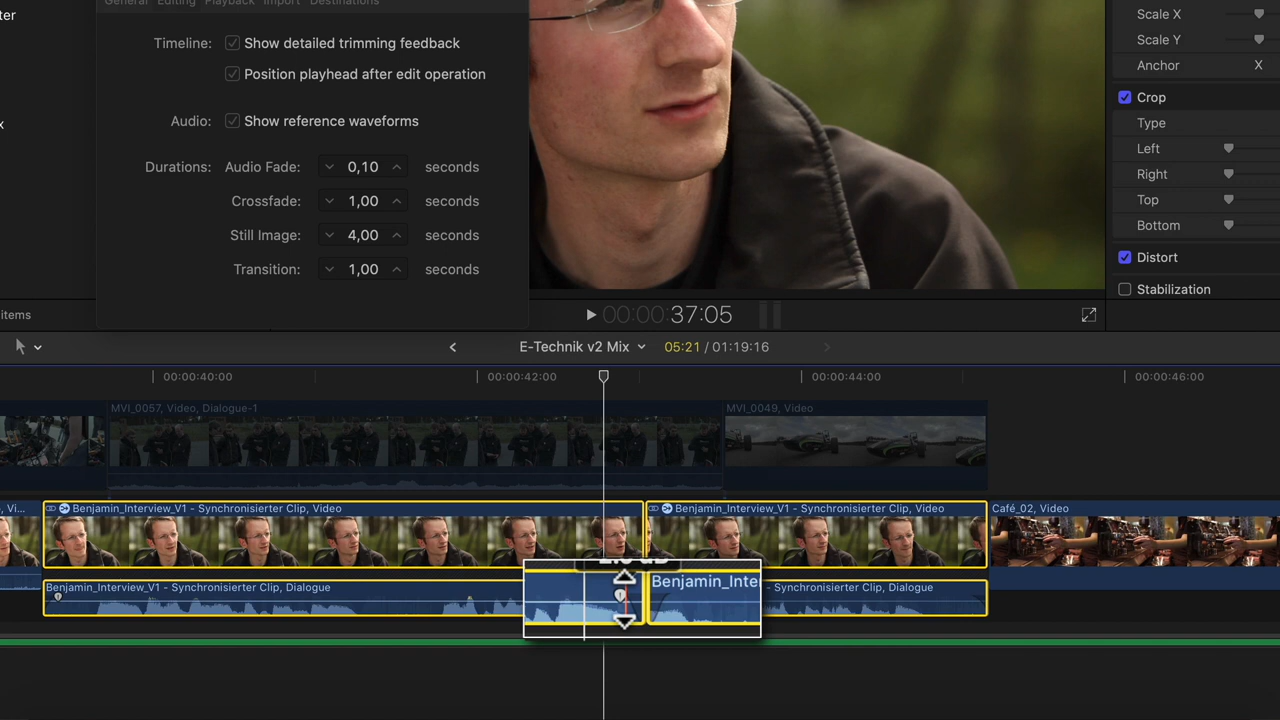 General Editing Playback Import Destinations
ter
x
items
Timeline: Show detailed trimming feedback
Position playhead after edit operation
Audio: Show reference waveforms
Durations: Audio Fade: 0,10 seconds
Crossfade: 1,00 seconds
Still Image: 4,00 seconds
Transition: 1,00 seconds
Scale X
Scale Y
Anchor X
Crop
Type
Left
Right
Top
Bottom
Distort
Stabilization
00:00:37:05
E-Technik v2 Mix 05:21 / 01:19:16
00:00:40:00 00:00:42:00 00:00:44:00 00:00:46:00
MVI_0057, Video, Dialogue-1 MVI_0049, Video
, Vi... Benjamin_Interview_V1 - Synchronisierter Clip, Video Benjamin_Interview_V1 - Synchronisierter Clip, Video Café_02, Video
Benjamin_Interview_V1 - Synchronisierter Clip, Dialogue Benjamin_Inte - Synchronisierter Clip, Dialogue